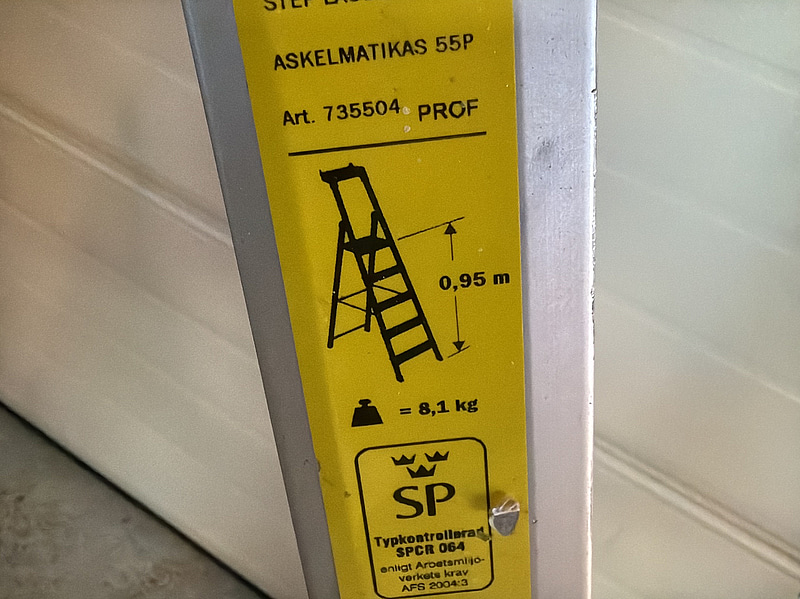 STEP
ASKELMATIKAS 55P
Art. 735504 PROF
0,95 m
= 8,1 kg
SP
Typkontrollerad
SPCR 064
enligt Arbetsmiljö-
verkets krav
AFS 2004:3